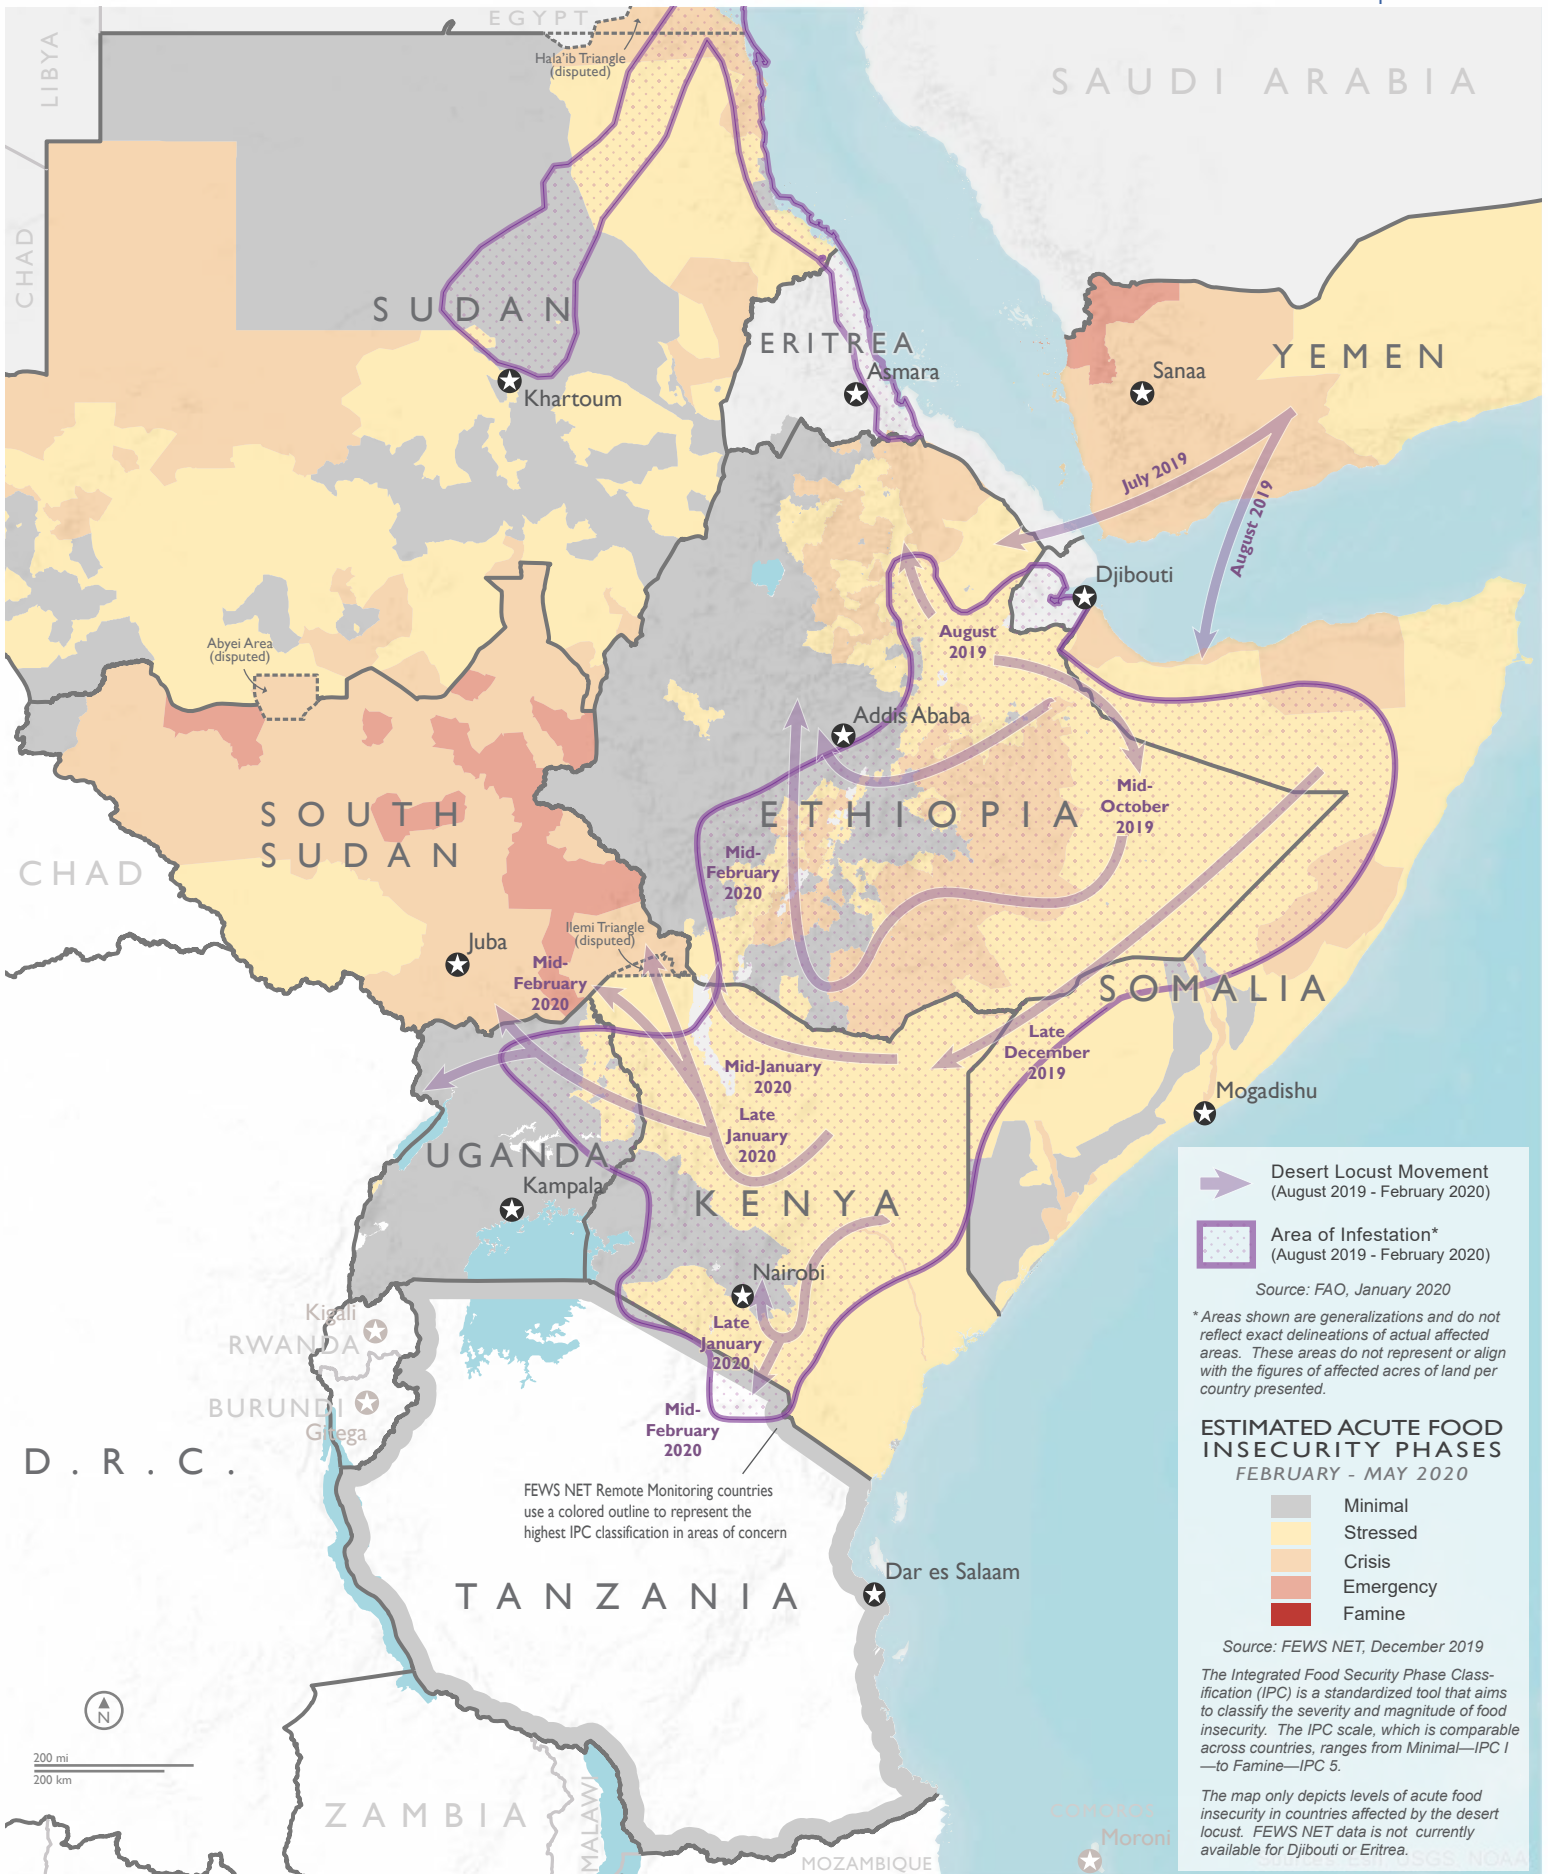 EGYPT
LIBYA
Hala'ib Triangle
(disputed)
SAUDI ARABIA
CHAD
SUDAN
ERITREA
Asmara
Khartoum
YEMEN
Sanaa
July 2019
August 2019
Djibouti
Abyei Area
(disputed)
August
2019
Addis Ababa
ETHIOPIA
Mid-
October
2019
SOUTH
SUDAN
CHAD
Mid-
February
2020
Juba
Ilemi Triangle
(disputed)
Mid-
February
2020
SOMALIA
Late
December
2019
Mogadishu
Mid-January
2020
Late
January
2020
UGANDA
Kampala
KENYA
Nairobi
Late
January
2020
Kigali
RWANDA
BURUNDI
Gitega
Mid-
February
2020
D.R.C.
FEWS NET Remote Monitoring countries
use a colored outline to represent the
highest IPC classification in areas of concern
TANZANIA
Dar es Salaam
N
200 mi
200 km
ZAMBIA
MALAWI
MOZAMBIQUE
COMOROS
Moroni
Desert Locust Movement
(August 2019 - February 2020)
Area of Infestation*
(August 2019 - February 2020)
Source: FAO, January 2020
* Areas shown are generalizations and do not
reflect exact delineations of actual affected
areas. These areas do not represent or align
with the figures of affected acres of land per
country presented.
ESTIMATED ACUTE FOOD
INSECURITY PHASES
FEBRUARY - MAY 2020
Minimal
Stressed
Crisis
Emergency
Famine
Source: FEWS NET, December 2019
The Integrated Food Security Phase Class-
ification (IPC) is a standardized tool that aims
to classify the severity and magnitude of food
insecurity. The IPC scale, which is comparable
across countries, ranges from Minimal—IPC I
—to Famine—IPC 5.
The map only depicts levels of acute food
insecurity in countries affected by the desert
locust. FEWS NET data is not currently
available for Djibouti or Eritrea.
Sources: Esri, USGS, NOAA